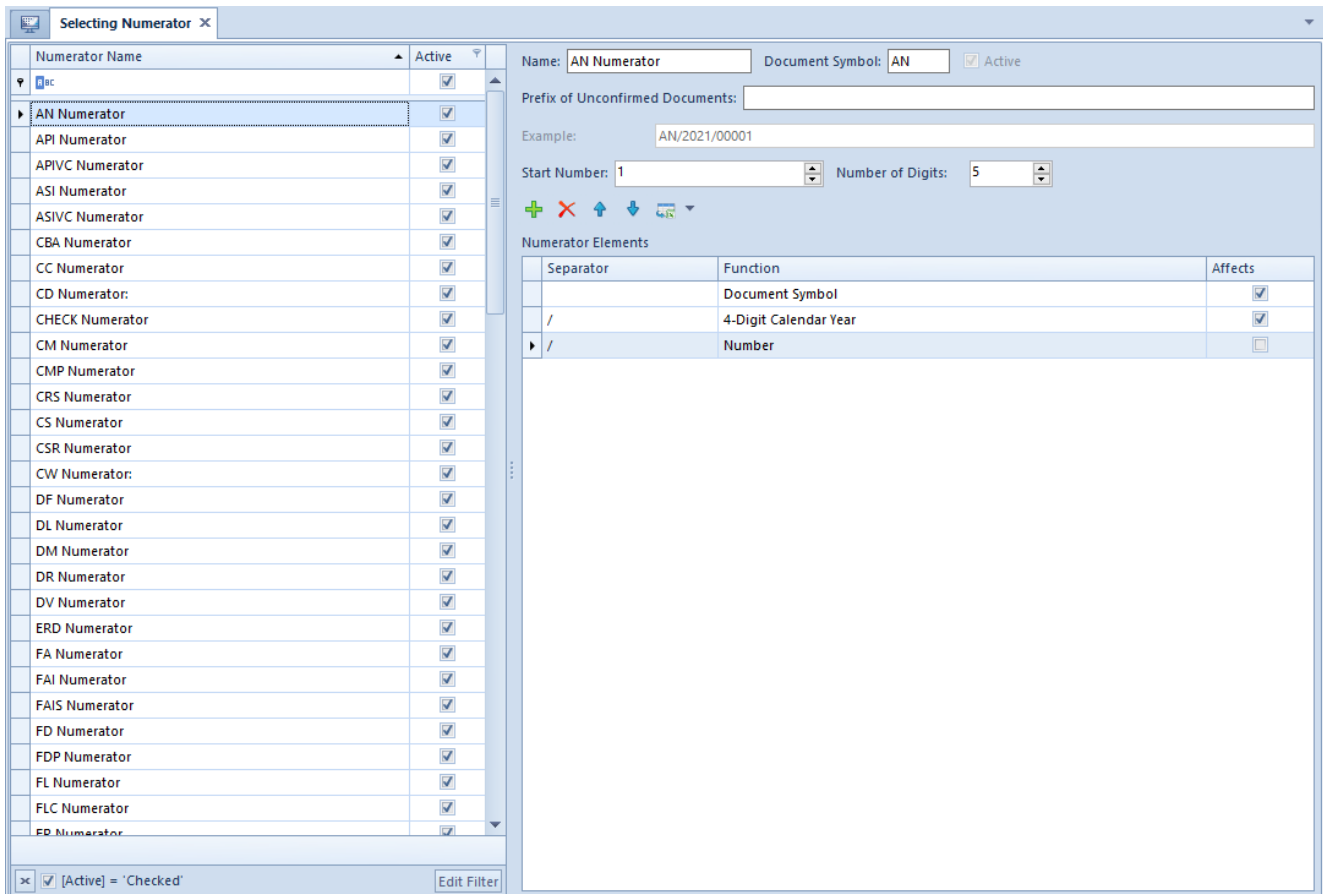 Selecting Numerator
Numerator Name Active
ABC
AN Numerator
API Numerator
APIVC Numerator
ASI Numerator
ASIVC Numerator
CBA Numerator
CC Numerator
CD Numerator:
CHECK Numerator
CM Numerator
CMP Numerator
CRS Numerator
CS Numerator
CSR Numerator
CW Numerator:
DF Numerator
DL Numerator
DM Numerator
DR Numerator
DV Numerator
ERD Numerator
FA Numerator
FAI Numerator
FAIS Numerator
FD Numerator
FDP Numerator
FL Numerator
FLC Numerator
Numerator
[Active] = 'Checked' Edit Filter
Name: AN Numerator Document Symbol: AN Active
Prefix of Unconfirmed Documents:
Example: AN/2021/00001
Start Number: 1 Number of Digits: 5
Numerator Elements
Separator Function Affects
Document Symbol
/ 4-Digit Calendar Year
/ Number